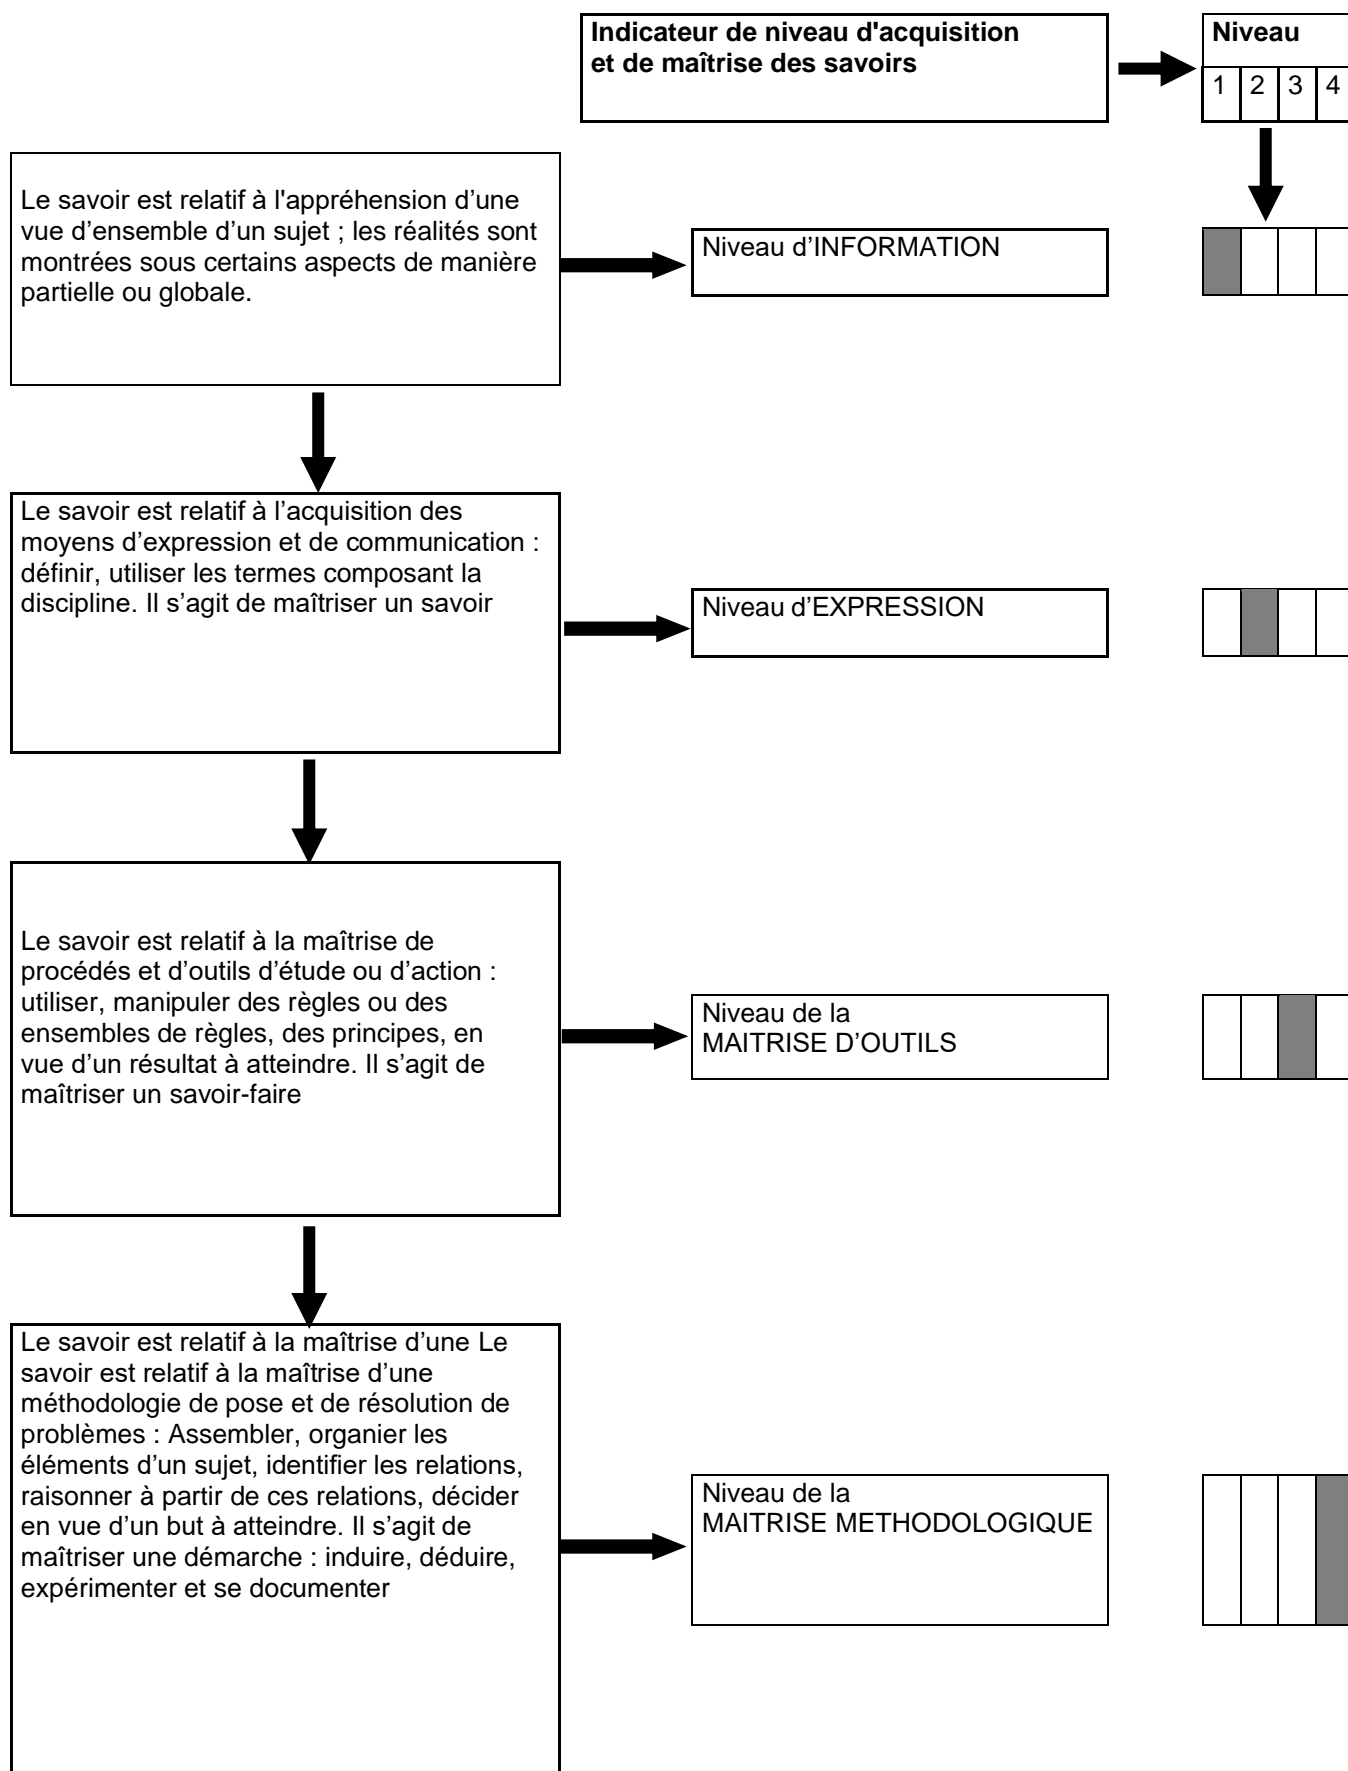 Indicateur de niveau d'acquisition
et de maîtrise des savoirs
Niveau
1 2 3 4
Le savoir est relatif à l'appréhension d’une
vue d’ensemble d’un sujet ; les réalités sont
montrées sous certains aspects de manière
partielle ou globale.
Niveau d’INFORMATION
Le savoir est relatif à l’acquisition des
moyens d’expression et de communication :
définir, utiliser les termes composant la
discipline. Il s’agit de maîtriser un savoir
Niveau d’EXPRESSION
Le savoir est relatif à la maîtrise de
procédés et d’outils d’étude ou d’action :
utiliser, manipuler des règles ou des
ensembles de règles, des principes, en
vue d’un résultat à atteindre. Il s’agit de
maîtriser un savoir-faire
Niveau de la
MAITRISE D’OUTILS
Le savoir est relatif à la maîtrise d’une Le
savoir est relatif à la maîtrise d’une
méthodologie de pose et de résolution de
problèmes : Assembler, organier les
éléments d’un sujet, identifier les relations,
raisonner à partir de ces relations, décider
en vue d’un but à atteindre. Il s’agit de
maîtriser une démarche : induire, déduire,
expérimenter et se documenter
Niveau de la
MAITRISE METHODOLOGIQUE